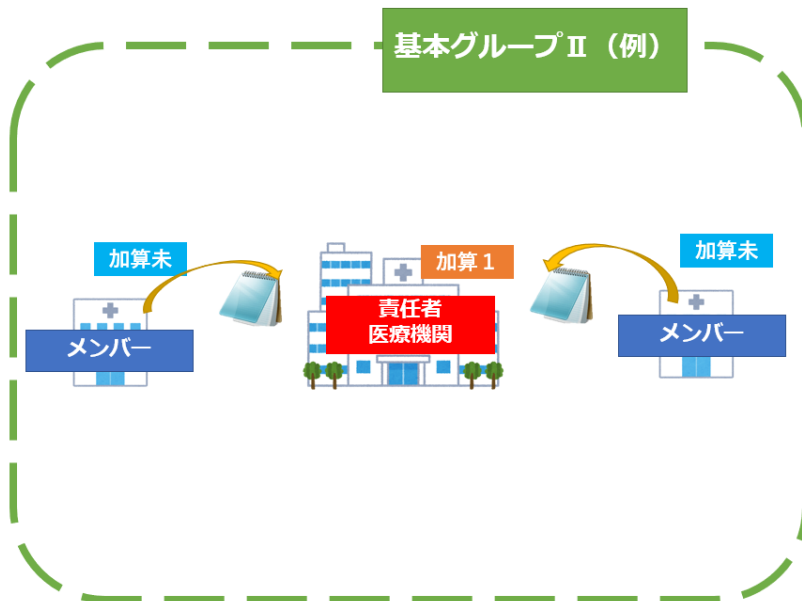 基本グループⅡ（例）
加算未
加算１
加算未
責任者
医療機関
メンバー
メンバー